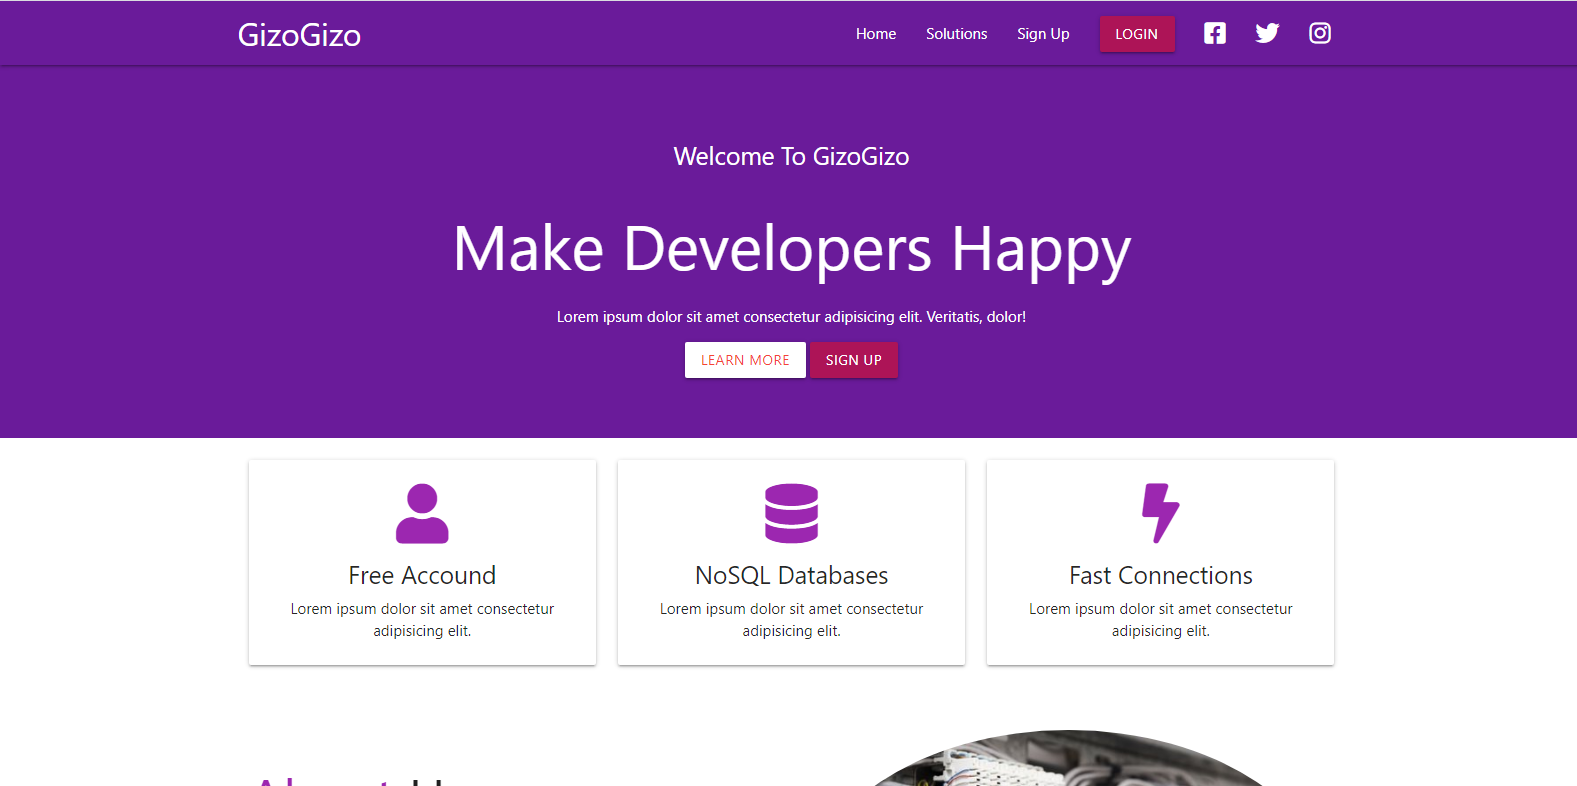 GizoGizo
Home Solutions Sign Up LOGIN
Welcome To GizoGizo
Make Developers Happy
Lorem ipsum dolor sit amet consectetur adipisicing elit. Veritatis, dolor!
LEARN MORE SIGN UP
Free Accound
Lorem ipsum dolor sit amet consectetur
adipisicing elit.
NoSQL Databases
Lorem ipsum dolor sit amet consectetur
adipisicing elit.
Fast Connections
Lorem ipsum dolor sit amet consectetur
adipisicing elit.